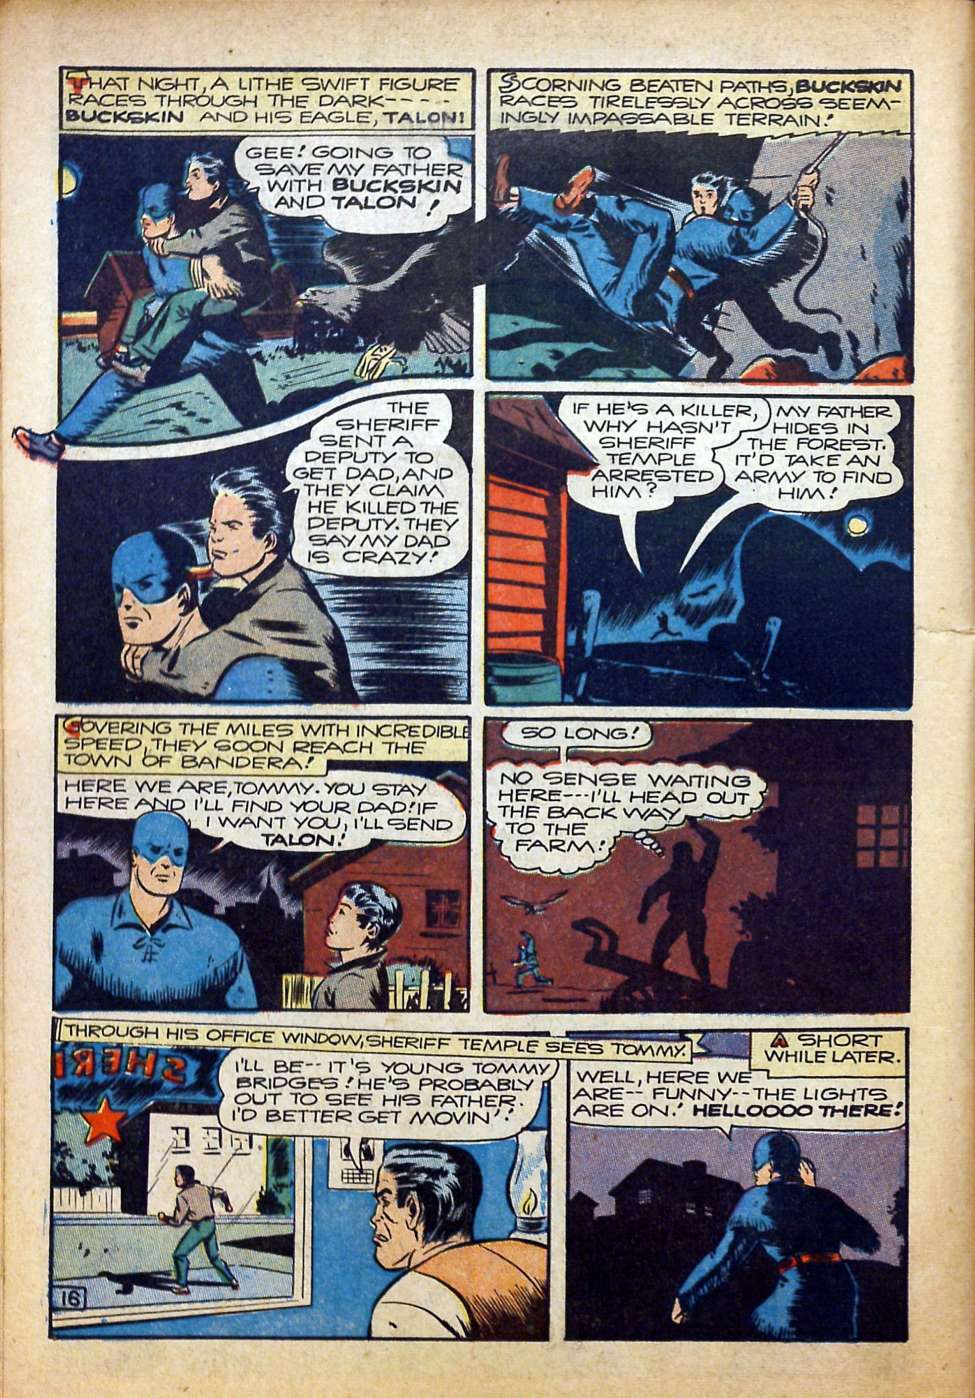 THAT NIGHT, A LITHE SWIFT FIGURE
RACES THROUGH THE DARK-----
BUCKSKIN AND HIS EAGLE, TALON!
GEE! GOING TO
SAVE MY FATHER
WITH BUCKSKIN
AND TALON!
SCORNING BEATEN PATHS, BUCKSKIN
RACES TIRELESSLY ACROSS SEEM-
INGLY IMPASSABLE TERRAIN!
THE
SHERIFF
SENT A
DEPUTY TO
GET DAD, AND
THEY CLAIM
HE KILLED THE
DEPUTY. THEY
SAY MY DAD
IS CRAZY!
IF HE'S A KILLER,
WHY HASN'T
SHERIFF
TEMPLE
ARRESTED
HIM?
MY FATHER
HIDES IN
THE FOREST.
IT'D TAKE AN
ARMY TO FIND
HIM!
COVERING THE MILES WITH INCREDIBLE
SPEED, THEY SOON REACH THE
TOWN OF BANDERA!
HERE WE ARE, TOMMY. YOU STAY
HERE AND I'LL FIND YOUR DAD! IF
I WANT YOU, I'LL SEND
TALON!
SO LONG!
NO SENSE WAITING
HERE---I'LL HEAD OUT
THE BACK WAY
TO THE
FARM!
THROUGH HIS OFFICE WINDOW, SHERIFF TEMPLE SEES TOMMY.
SHERI
I'LL BE-- IT'S YOUNG TOMMY
BRIDGES! HE'S PROBABLY
OUT TO SEE HIS FATHER.
I'D BETTER GET MOVIN'!
16
A SHORT
WHILE LATER.
WELL, HERE WE
ARE-- FUNNY--THE LIGHTS
ARE ON! HELLOOOO THERE!